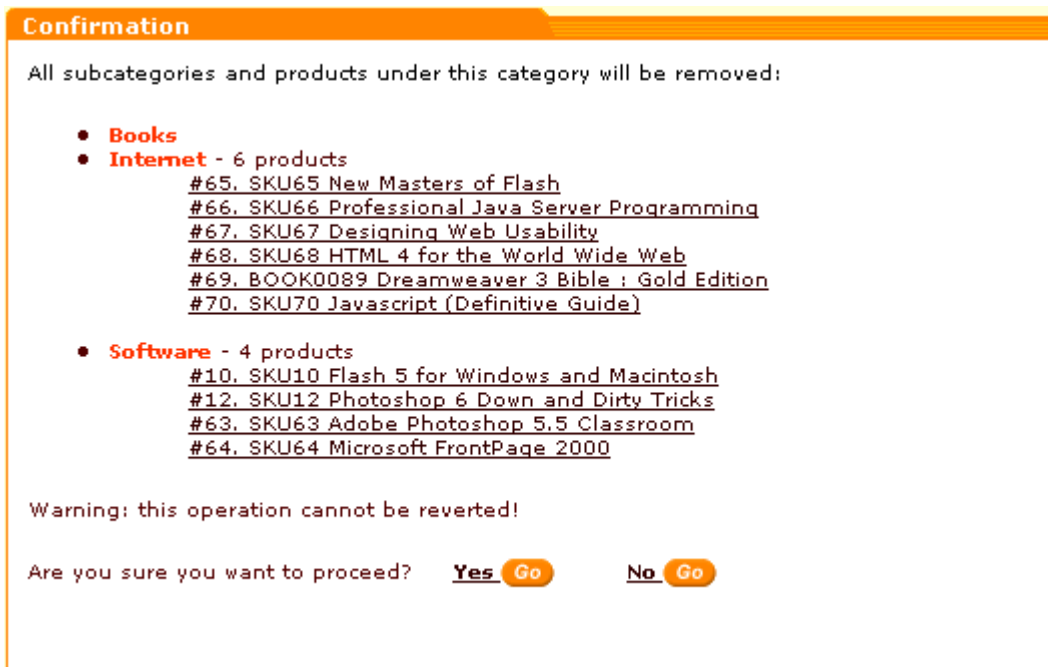 Confirmation
All subcategories and products under this category will be removed:
• Books
• Internet - 6 products
#65. SKU65 New Masters of Flash
#66. SKU66 Professional Java Server Programming
#67. SKU67 Designing Web Usability
#68. SKU68 HTML 4 for the World Wide Web
#69. BOOK0089 Dreamweaver 3 Bible : Gold Edition
#70. SKU70 Javascript (Definitive Guide)
• Software - 4 products
#10. SKU10 Flash 5 for Windows and Macintosh
#12. SKU12 Photoshop 6 Down and Dirty Tricks
#63. SKU63 Adobe Photoshop 5.5 Classroom
#64. SKU64 Microsoft FrontPage 2000
Warning: this operation cannot be reverted!
Are you sure you want to proceed? Yes Go No Go